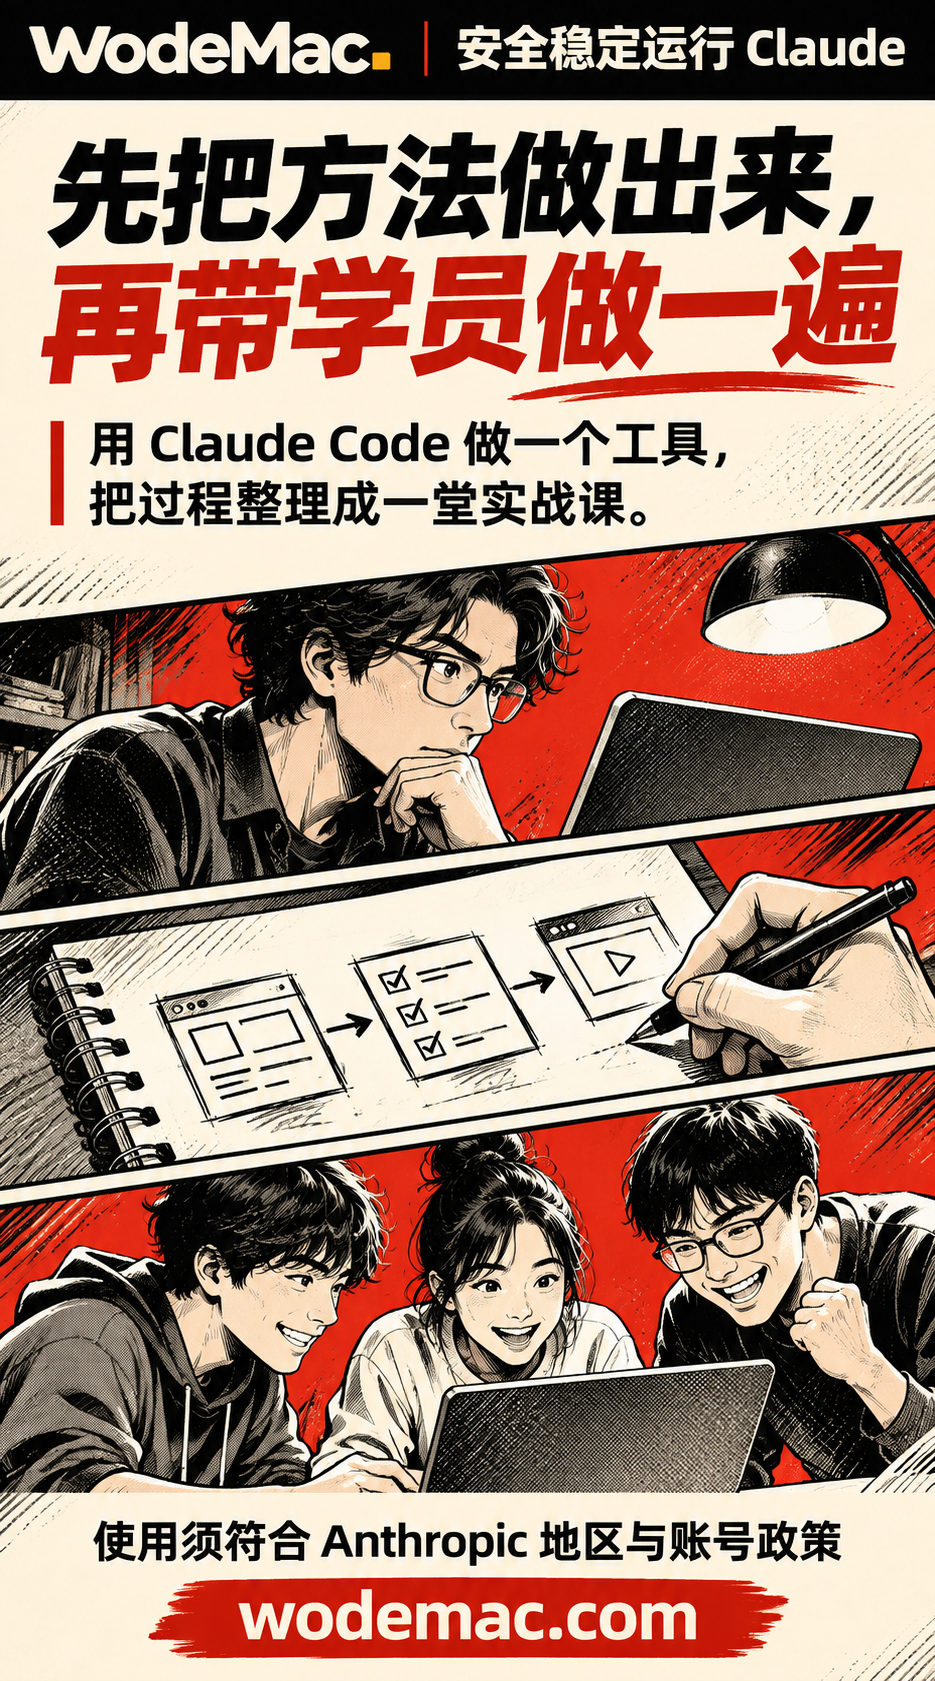 WodeMac. | 安全稳定运行 Claude
先把方法做出来,
再带学员做一遍
用 Claude Code 做一个工具,
把过程整理成一堂实战课。
使用须符合 Anthropic 地区与账号政策
wodemac.com